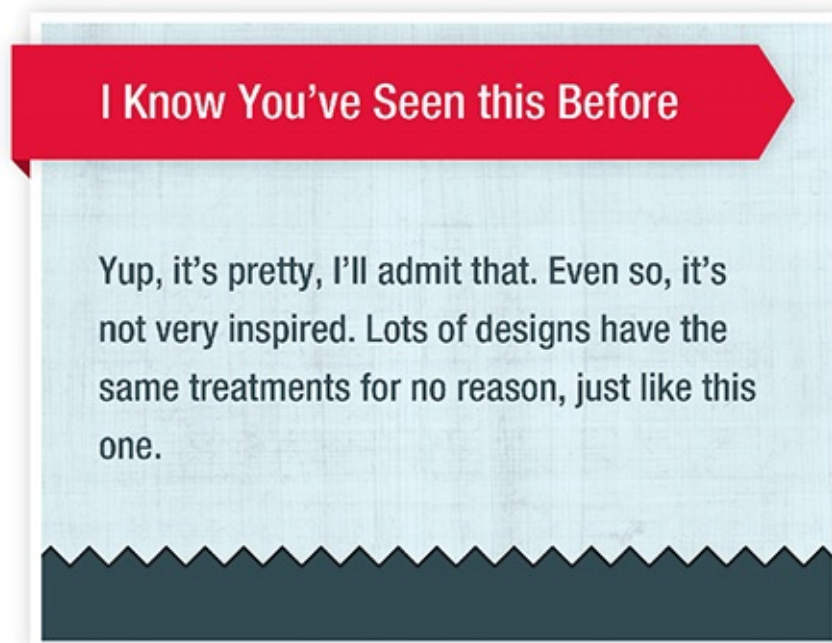 I Know You've Seen this Before
Yup, it's pretty, I'll admit that. Even so, it's
not very inspired. Lots of designs have the
same treatments for no reason, just like this
one.